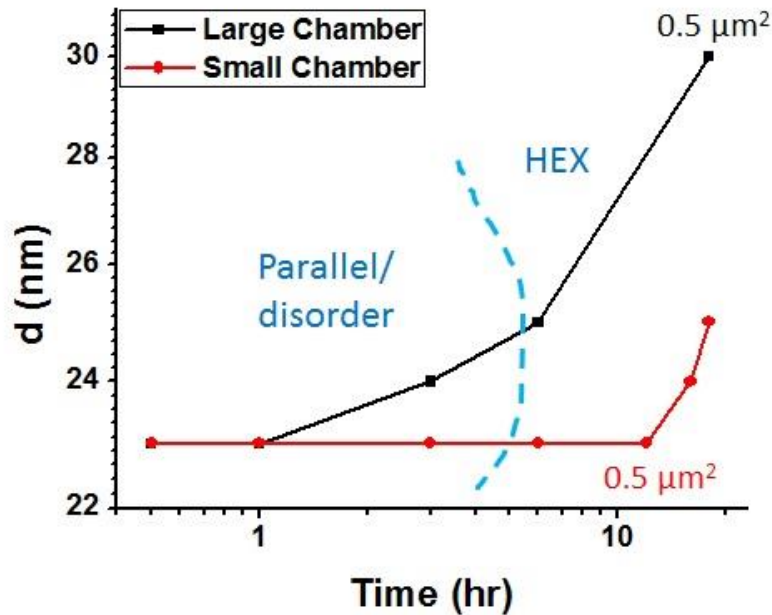 Large Chamber
Small Chamber
0.5 µm²
30
28
26
24
22
d (nm)
HEX
Parallel/
disorder
0.5 µm²
1
10
Time (hr)